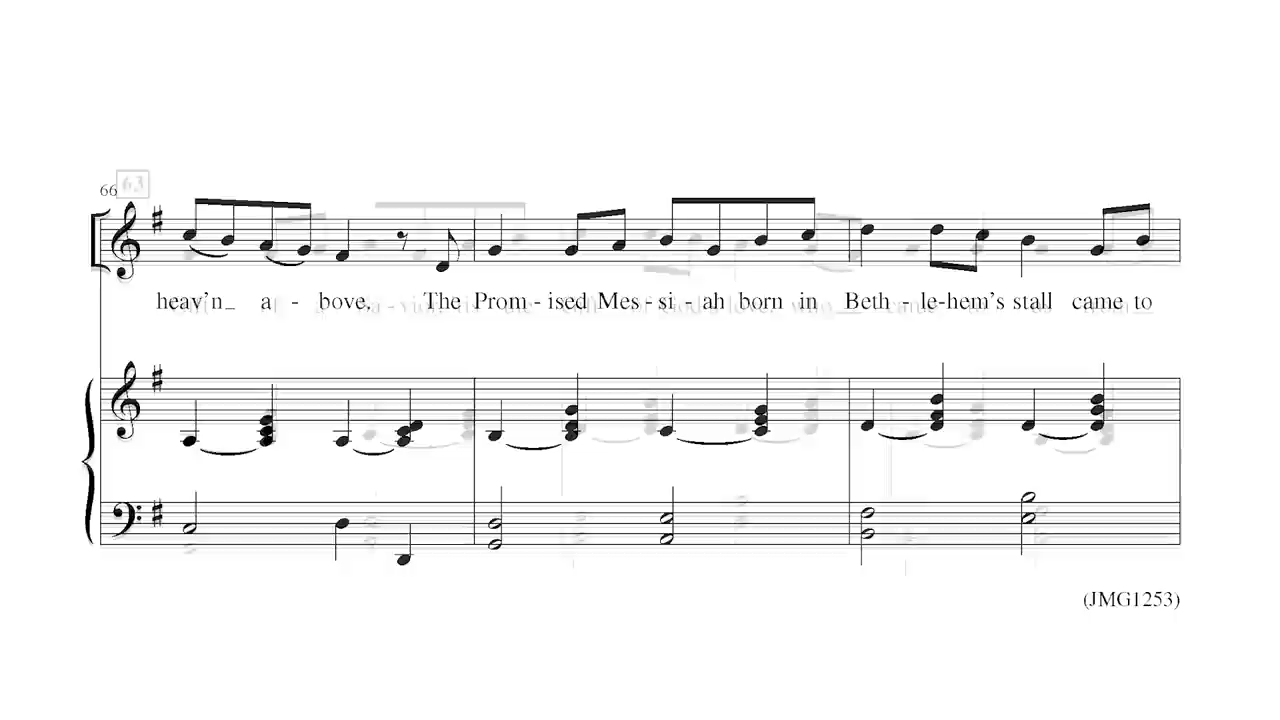 66 63
heav'n_ a - bove, The Prom - ised Mes - si - ah born in Beth - le-hem's stall came to
(JMG1253)